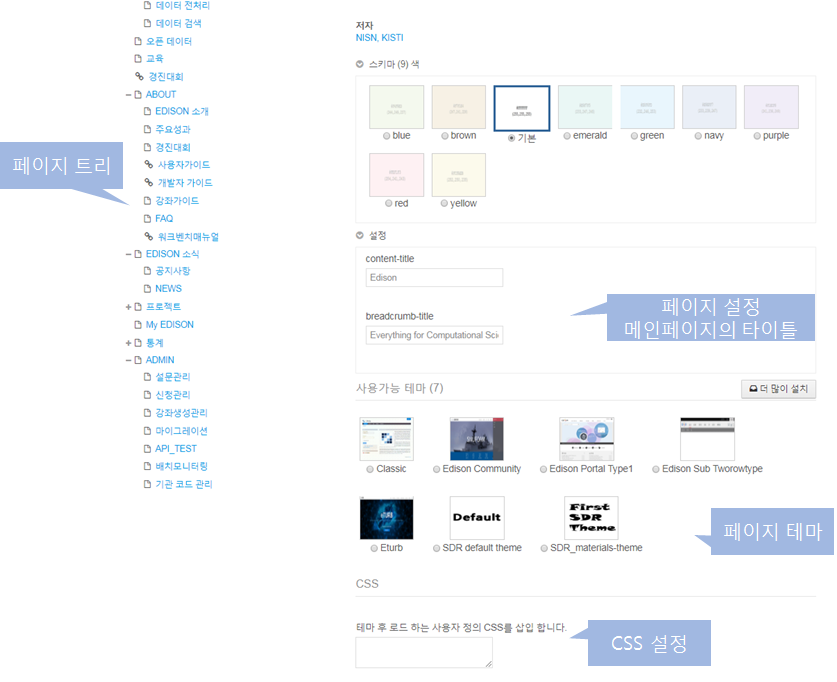 데이터 전처리
데이터 검색
오픈 데이터
교육
경진대회
ABOUT
EDISON 소개
주요성과
경진대회
사용자가이드
개발자 가이드
강좌가이드
FAQ
워크벤치매뉴얼
EDISON 소식
공지사항
NEWS
프로젝트
My EDISON
통계
ADMIN
설문관리
신청관리
강좌생성관리
마이그레이션
API_TEST
배치모니터링
기관 코드 관리
페이지 트리
저자
NISN, KISTI
스키마 (9) 색
blue
brown
기본
emerald
green
navy
purple
red
yellow
설정
content-title
Edison
breadcrumb-title
Everything for Computational Sci
페이지 설정
메인페이지의 타이틀
사용가능 테마 (7)
더 많이 설치
Classic
Edison Community
Edison Portal Type1
Edison Sub Tworowtype
Eturb
Default
SDR default theme
First
SDR
Theme
SDR_materials-theme
페이지 테마
CSS
테마 후 로드 하는 사용자 정의 CSS를 삽입 합니다.
CSS 설정